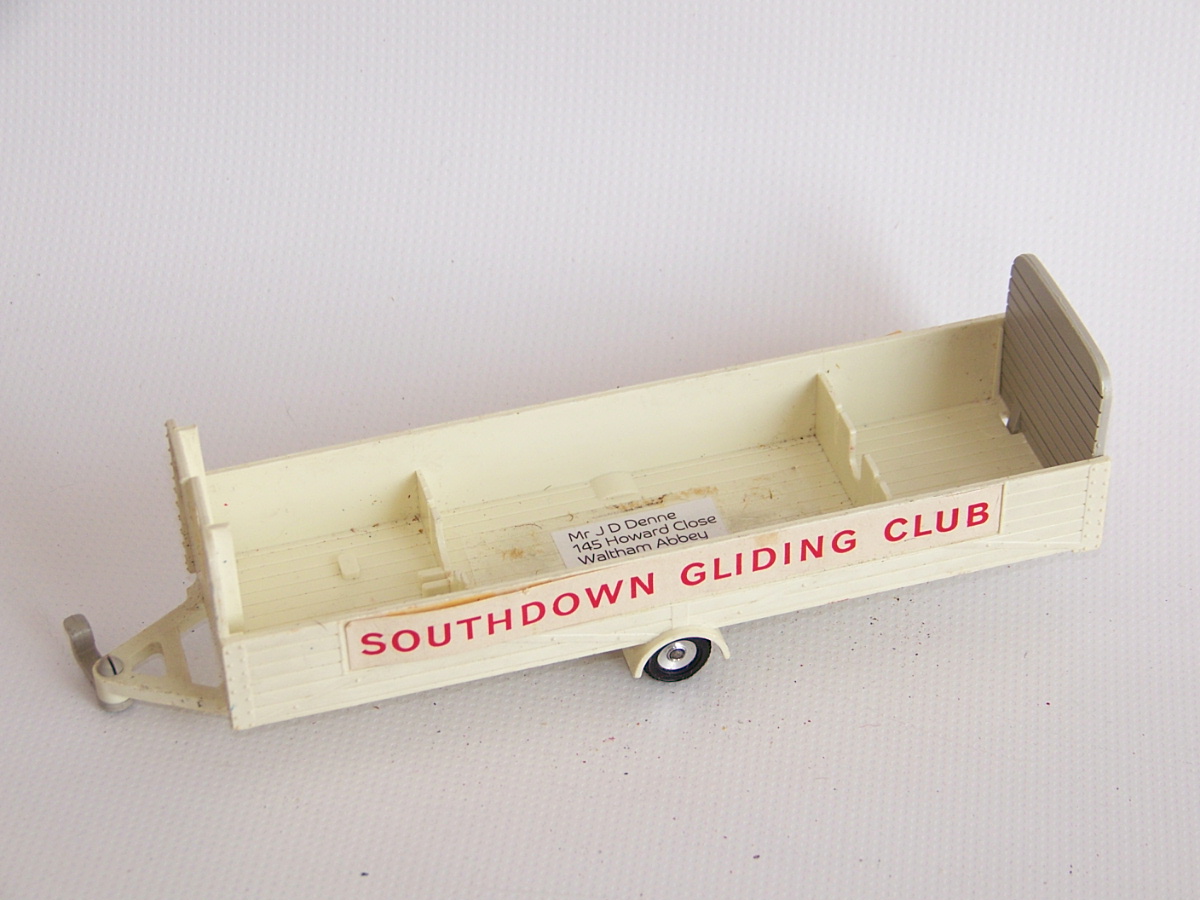 Mr J D Denne
145 Howard Close
Waltham Abbey
SOUTHDOWN GLIDING CLUB